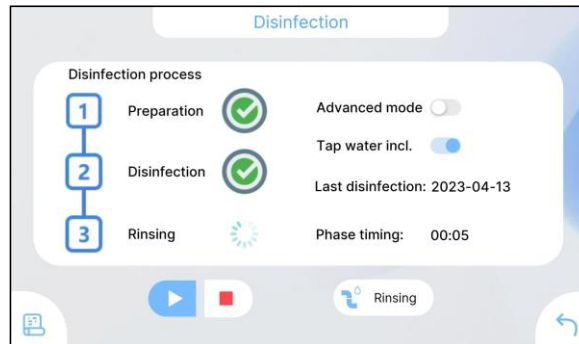 Disinfection
Disinfection process
1 Preparation
Advanced mode
Tap water incl.
2 Disinfection
Last disinfection: 2023-04-13
3 Rinsing
Phase timing: 00:05
Rinsing